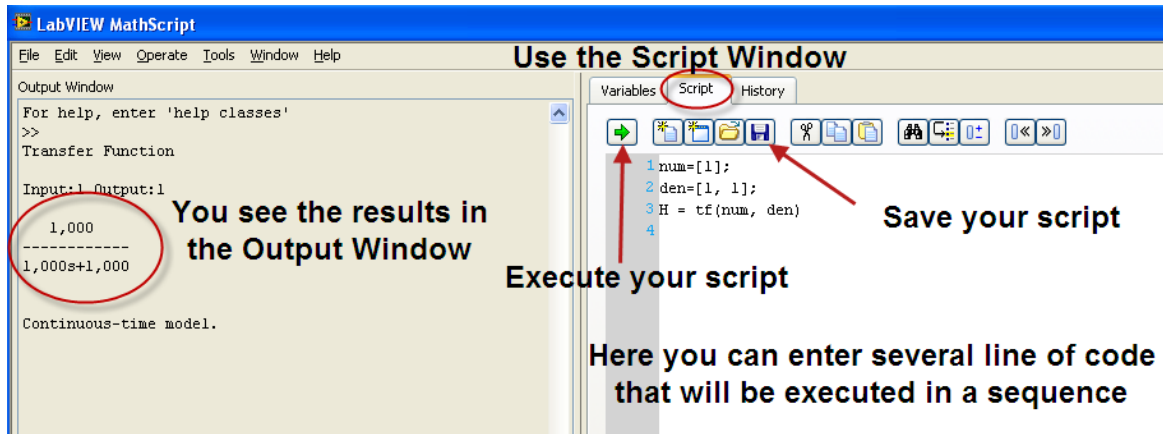 LabVIEW MathScript
File Edit View Operate Tools Window Help
Use the Script Window
Output Window
For help, enter 'help classes'
>>
Transfer Function
Input:1 Output:1
1,000
------------
1,000s+1,000
Continuous-time model.
You see the results in
the Output Window
Variables Script History
1 num=[1];
2 den=[1, 1];
3 H = tf(num, den)
4
Save your script
Execute your script
Here you can enter several line of code
that will be executed in a sequence